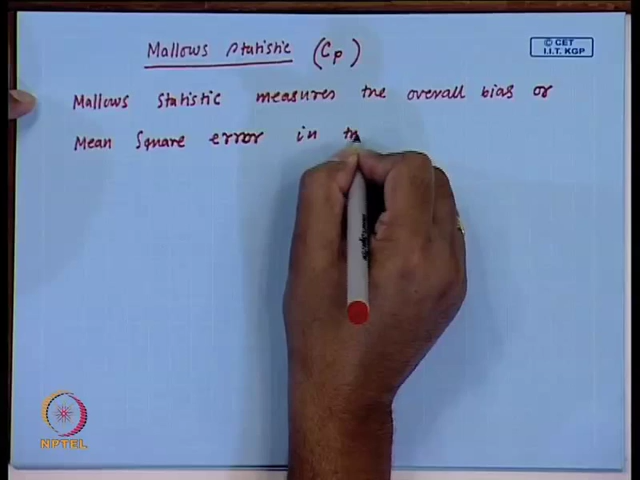 Mallows Statistic (Cp)
© CET
I.I.T. KGP
Mallows Statistic measures the overall bias or
Mean Square error in
NPTEL